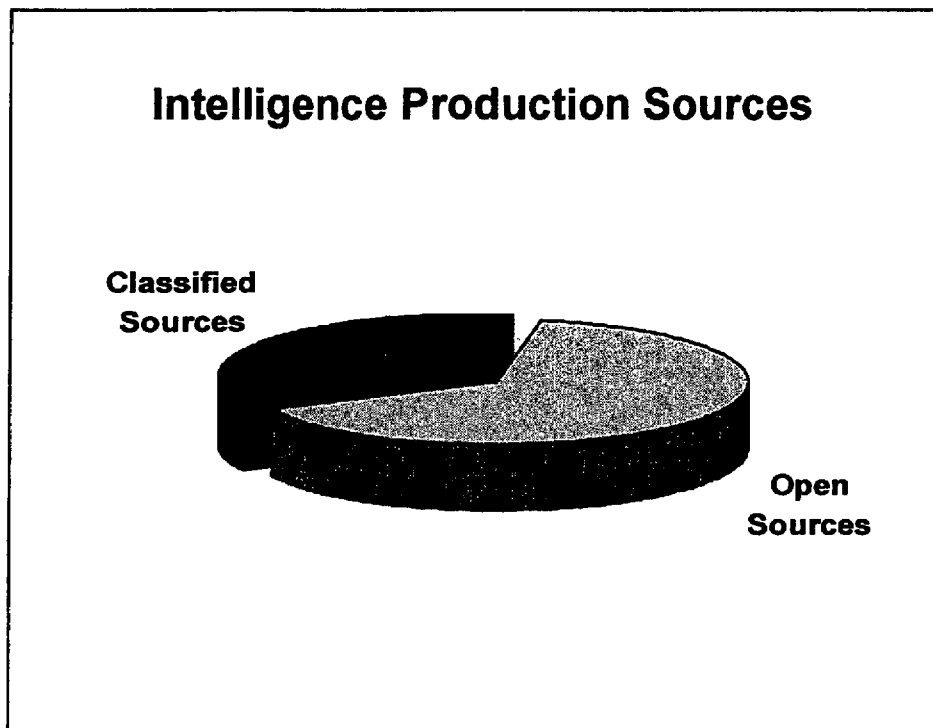 Intelligence Production Sources
Classified
Sources
Open
Sources